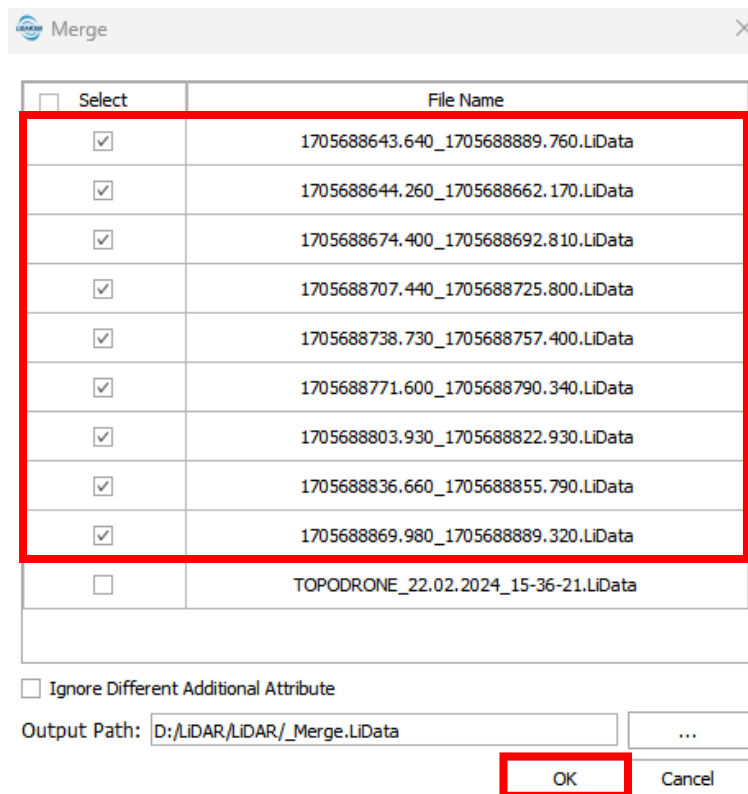 Merge
Select File Name
1705688643.640_1705688889.760.LiData
1705688644.260_1705688662.170.LiData
1705688674.400_1705688692.810.LiData
1705688707.440_1705688725.800.LiData
1705688738.730_1705688757.400.LiData
1705688771.600_1705688790.340.LiData
1705688803.930_1705688822.930.LiData
1705688836.660_1705688855.790.LiData
1705688869.980_1705688889.320.LiData
TOPODRONE_22.02.2024_15-36-21.LiData
Ignore Different Additional Attribute
Output Path: D:/LiDAR/LiDAR/_Merge.LiData ...
OK Cancel